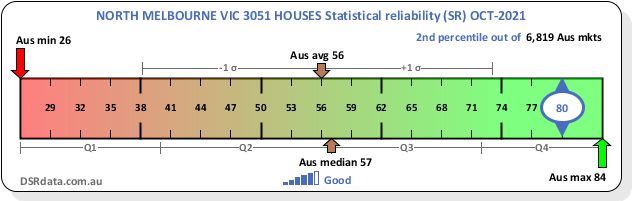 NORTH MELBOURNE VIC 3051 HOUSES Statistical reliability (SR) OCT-2021
Aus min 26
2nd percentile out of 6,819 Aus mkts
Aus avg 56
-1 σ
+1 σ
29 32 35 38 41 44 47 50 53 56 59 62 65 68 71 74 77 80
Q1 Q2 Q3 Q4
Aus median 57
Aus max 84
DSRdata.com.au
Good